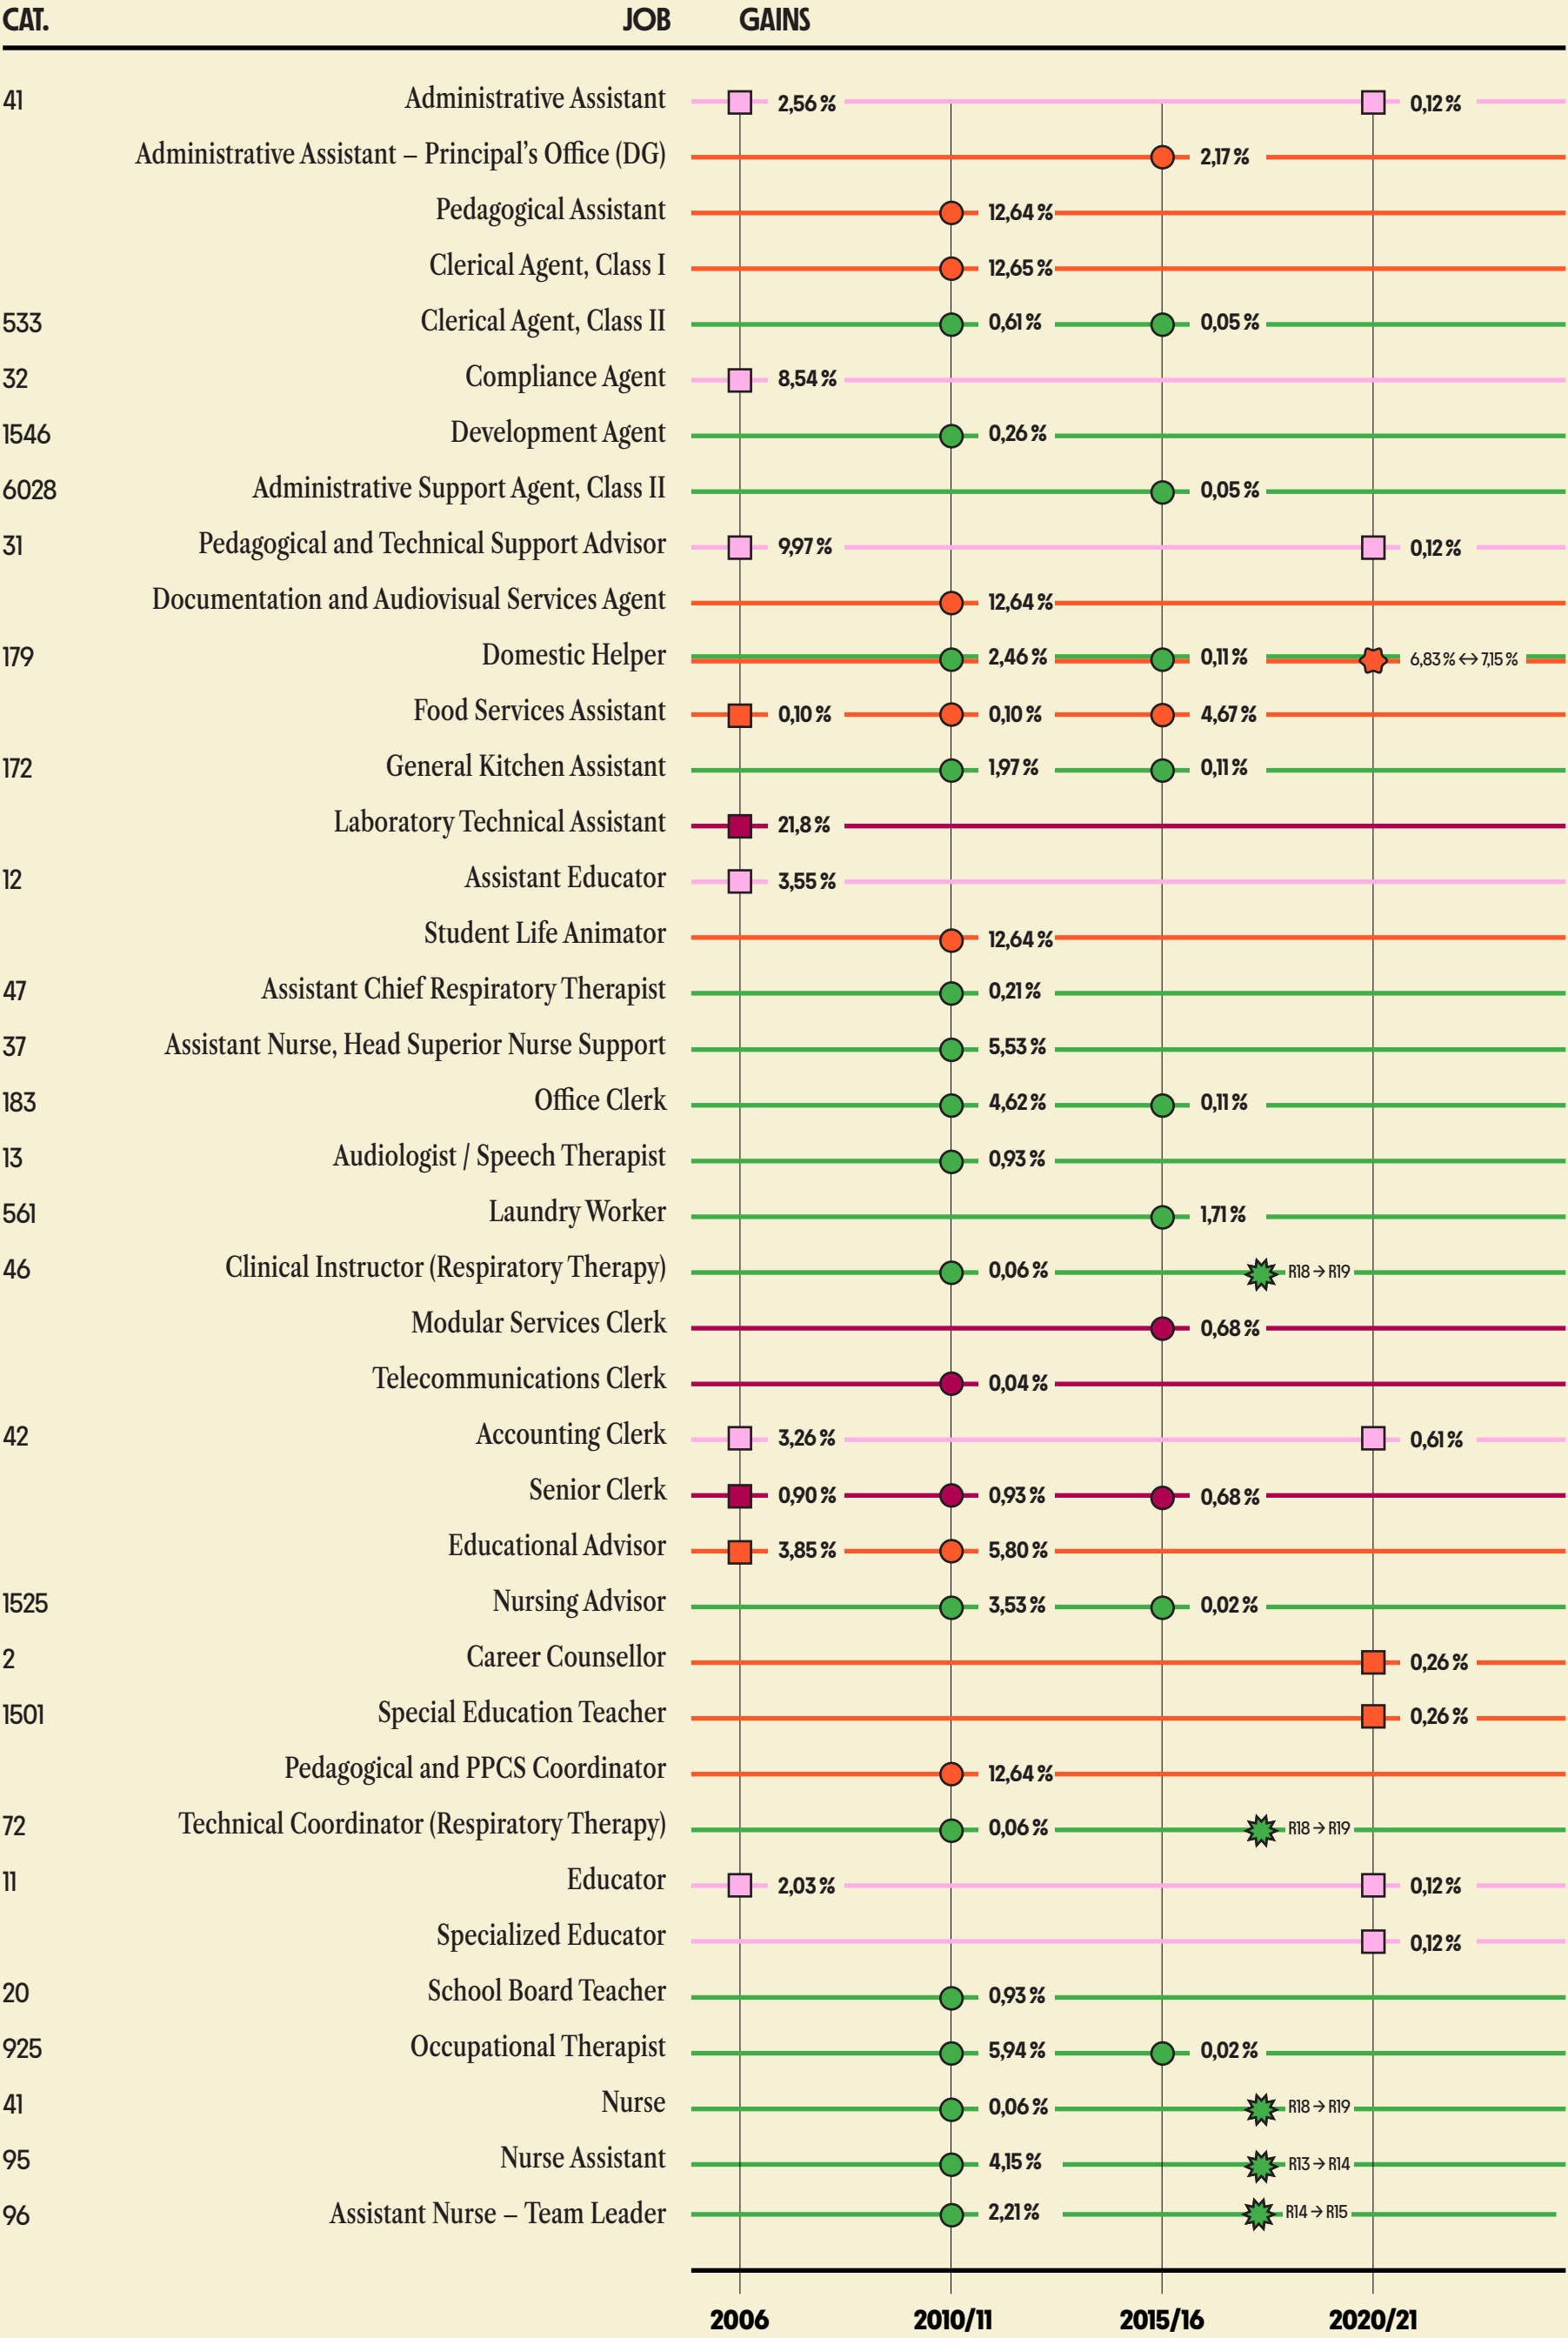 CAT. JOB GAINS
41 Administrative Assistant 2,56 % 0,12 %
Administrative Assistant – Principal’s Office (DG) 2,17 %
Pedagogical Assistant 12,64 %
Clerical Agent, Class I 12,65 %
533 Clerical Agent, Class II 0,61 % 0,05 %
32 Compliance Agent 8,54 %
1546 Development Agent 0,26 %
6028 Administrative Support Agent, Class II 0,05 %
31 Pedagogical and Technical Support Advisor 9,97 % 0,12 %
Documentation and Audiovisual Services Agent 12,64 %
179 Domestic Helper 2,46 % 0,11 % 6,83 % ↔ 7,15 %
Food Services Assistant 0,10 % 0,10 % 4,67 %
172 General Kitchen Assistant 1,97 % 0,11 %
Laboratory Technical Assistant 21,8 %
12 Assistant Educator 3,55 %
Student Life Animator 12,64 %
47 Assistant Chief Respiratory Therapist 0,21 %
37 Assistant Nurse, Head Superior Nurse Support 5,53 %
183 Office Clerk 4,62 % 0,11 %
13 Audiologist / Speech Therapist 0,93 %
561 Laundry Worker 1,71 %
46 Clinical Instructor (Respiratory Therapy) 0,06 % R18 → R19
Modular Services Clerk 0,68 %
Telecommunications Clerk 0,04 %
42 Accounting Clerk 3,26 % 0,61 %
Senior Clerk 0,90 % 0,93 % 0,68 %
Educational Advisor 3,85 % 5,80 %
1525 Nursing Advisor 3,53 % 0,02 %
2 Career Counsellor 0,26 %
1501 Special Education Teacher 0,26 %
Pedagogical and PPCS Coordinator 12,64 %
72 Technical Coordinator (Respiratory Therapy) 0,06 % R18 → R19
11 Educator 2,03 % 0,12 %
Specialized Educator 0,12 %
20 School Board Teacher 0,93 %
925 Occupational Therapist 5,94 % 0,02 %
41 Nurse 0,06 % R18 → R19
95 Nurse Assistant 4,15 % R13 → R14
96 Assistant Nurse – Team Leader 2,21 % R14 → R15
2006 2010/11 2015/16 2020/21